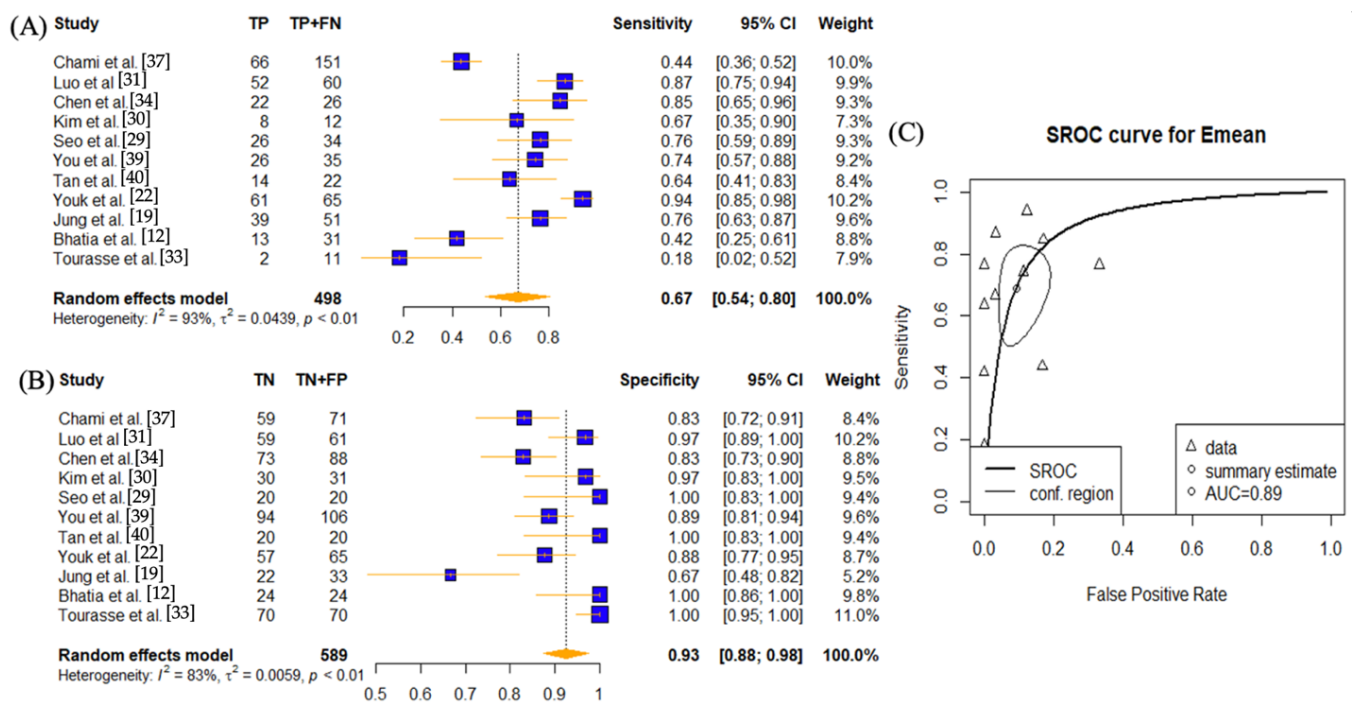 (A) Study TP TP+FN Sensitivity 95% CI Weight
Chami et al. [37] 66 151 0.44 [0.36; 0.52] 10.0%
Luo et al [31] 52 60 0.87 [0.75; 0.94] 9.9%
Chen et al.[34] 22 26 0.85 [0.65; 0.96] 9.3%
Kim et al. [30] 8 12 0.67 [0.35; 0.90] 7.3%
Seo et al. [29] 26 34 0.76 [0.59; 0.89] 9.3%
You et al. [39] 26 35 0.74 [0.57; 0.88] 9.2%
Tan et al. [40] 14 22 0.64 [0.41; 0.83] 8.4%
Youk et al. [22] 61 65 0.94 [0.85; 0.98] 10.2%
Jung et al. [19] 39 51 0.76 [0.63; 0.87] 9.6%
Bhatia et al. [12] 13 31 0.42 [0.25; 0.61] 8.8%
Tourasse et al. [33] 2 11 0.18 [0.02; 0.52] 7.9%
Random effects model 498 0.67 [0.54; 0.80] 100.0%
Heterogeneity: I² = 93%, τ² = 0.0439, p < 0.01
0.2 0.4 0.6 0.8
(B) Study TN TN+FP Specificity 95% CI Weight
Chami et al. [37] 59 71 0.83 [0.72; 0.91] 8.4%
Luo et al [31] 59 61 0.97 [0.89; 1.00] 10.2%
Chen et al.[34] 73 88 0.83 [0.73; 0.90] 8.8%
Kim et al. [30] 30 31 0.97 [0.83; 1.00] 9.5%
Seo et al. [29] 20 20 1.00 [0.83; 1.00] 9.4%
You et al. [39] 94 106 0.89 [0.81; 0.94] 9.6%
Tan et al. [40] 20 20 1.00 [0.83; 1.00] 9.4%
Youk et al. [22] 57 65 0.88 [0.77; 0.95] 8.7%
Jung et al. [19] 22 33 0.67 [0.48; 0.82] 5.2%
Bhatia et al. [12] 24 24 1.00 [0.86; 1.00] 9.8%
Tourasse et al. [33] 70 70 1.00 [0.95; 1.00] 11.0%
Random effects model 589 0.93 [0.88; 0.98] 100.0%
Heterogeneity: I² = 83%, τ² = 0.0059, p < 0.01
0.5 0.6 0.7 0.8 0.9 1
(C) SROC curve for Emean
Sensitivity
1.0
0.8
0.6
0.4
0.2
0.0
SROC
conf. region
data
summary estimate
AUC=0.89
0.0 0.2 0.4 0.6 0.8 1.0
False Positive Rate